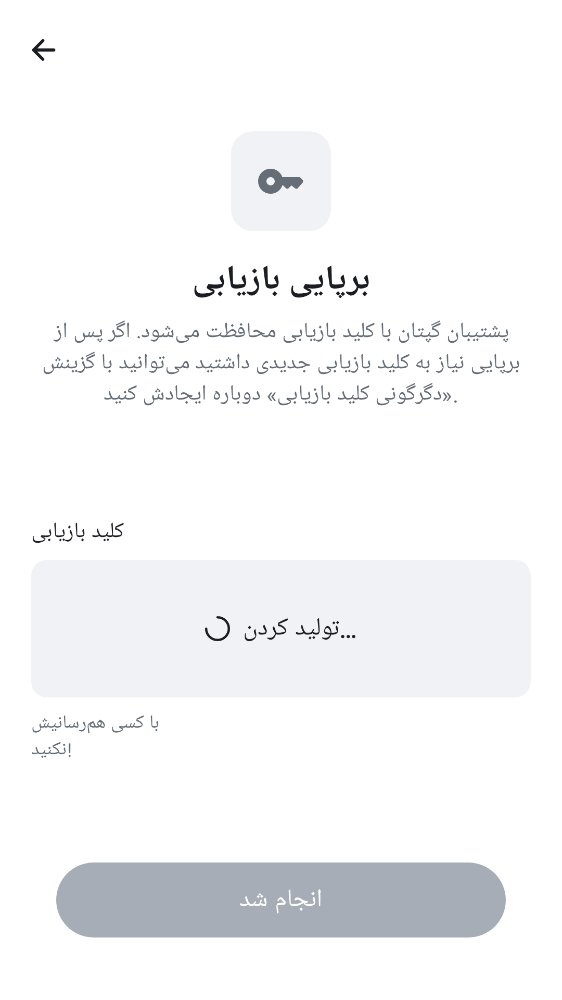 برپایی بازیابی
پشتیبان گپتان با کلید بازیابی محافظت می‌شود. اگر پس از
برپایی نیاز به کلید بازیابی جدیدی داشتید می‌توانید با گزینش
«دگرگونی کلید بازیابی» دوباره ایجادش کنید.
کلید بازیابی
تولید کردن...
با کسی هم‌رسانیش
نکنید!
انجام شد